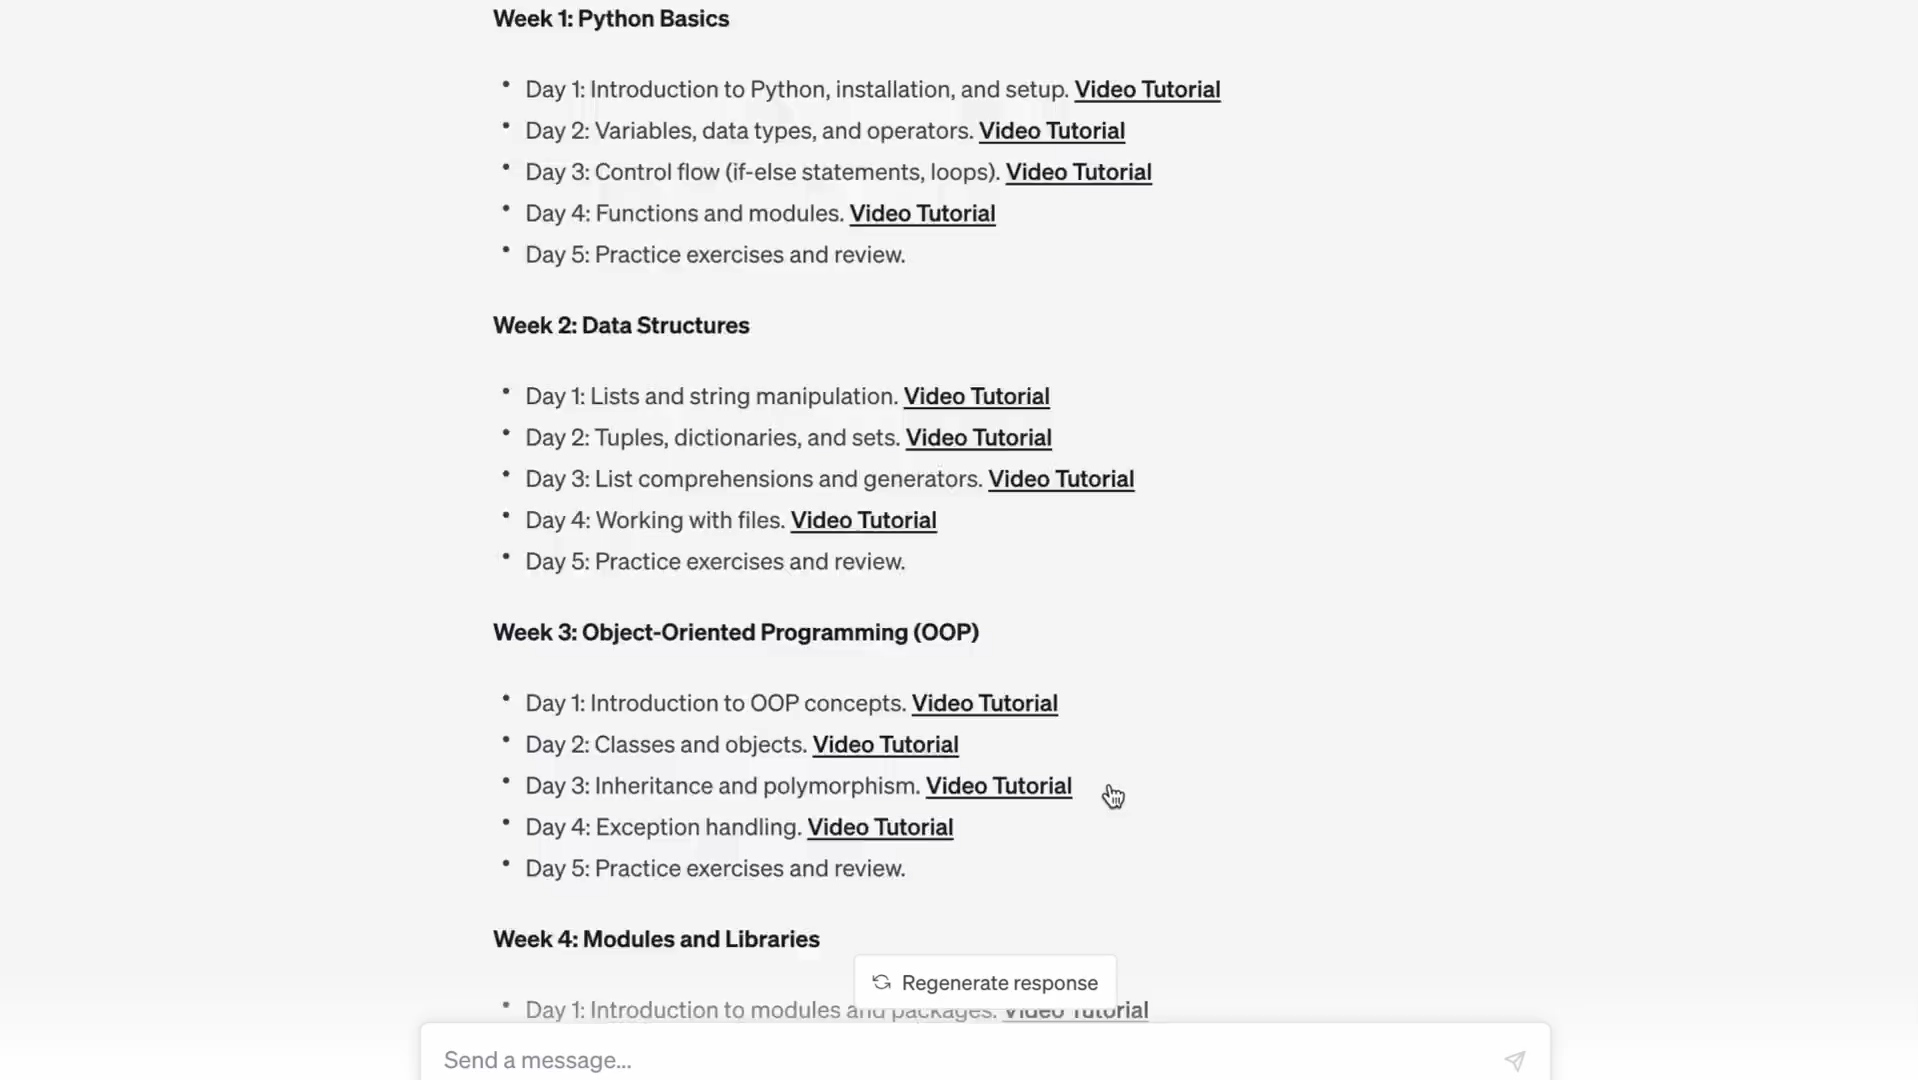 Week 1: Python Basics
• Day 1: Introduction to Python, installation, and setup. Video Tutorial
• Day 2: Variables, data types, and operators. Video Tutorial
• Day 3: Control flow (if-else statements, loops). Video Tutorial
• Day 4: Functions and modules. Video Tutorial
• Day 5: Practice exercises and review.
Week 2: Data Structures
• Day 1: Lists and string manipulation. Video Tutorial
• Day 2: Tuples, dictionaries, and sets. Video Tutorial
• Day 3: List comprehensions and generators. Video Tutorial
• Day 4: Working with files. Video Tutorial
• Day 5: Practice exercises and review.
Week 3: Object-Oriented Programming (OOP)
• Day 1: Introduction to OOP concepts. Video Tutorial
• Day 2: Classes and objects. Video Tutorial
• Day 3: Inheritance and polymorphism. Video Tutorial
• Day 4: Exception handling. Video Tutorial
• Day 5: Practice exercises and review.
Week 4: Modules and Libraries
Regenerate response
• Day 1: Introduction to modules and packages. Video Tutorial
Send a message...